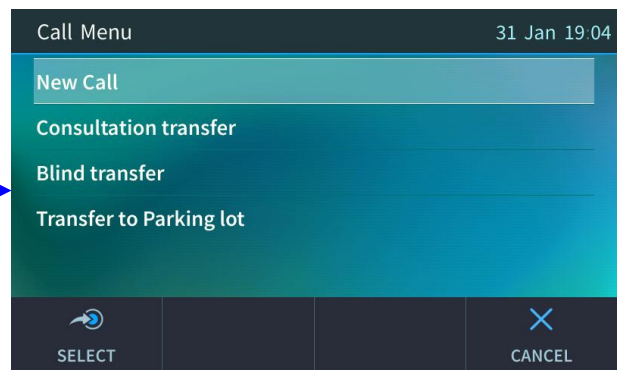 Call Menu 31 Jan 19:04
New Call
Consultation transfer
Blind transfer
Transfer to Parking lot
SELECT CANCEL